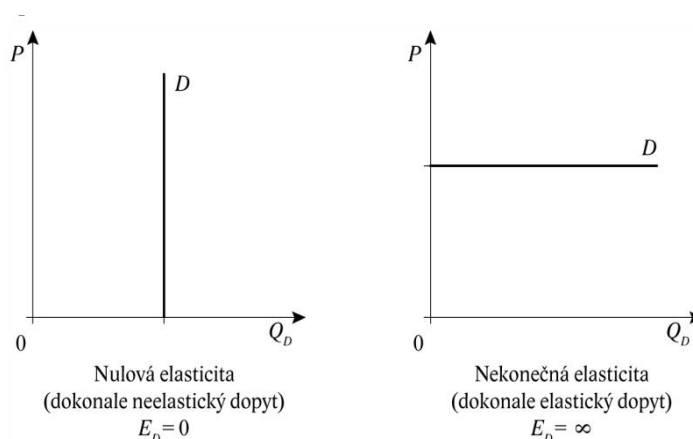 P
D
0
Q_D
Nulová elasticita
(dokonale neelastický dopyt)
E_D = 0
P
D
0
Q_D
Nekonečná elasticita
(dokonale elastický dopyt)
E_D = ∞